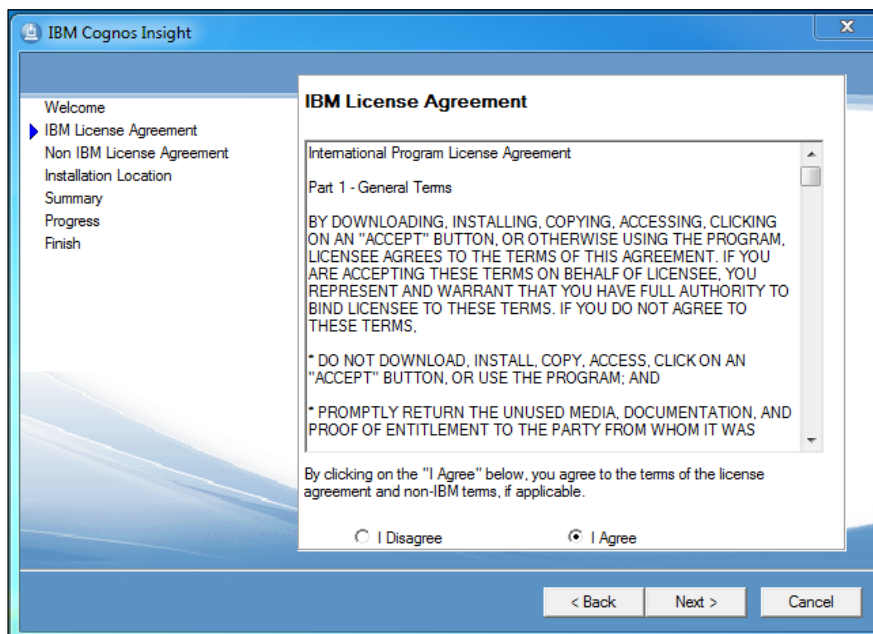 IBM Cognos Insight
Welcome
IBM License Agreement
Non IBM License Agreement
Installation Location
Summary
Progress
Finish
IBM License Agreement
International Program License Agreement
Part 1 - General Terms
BY DOWNLOADING, INSTALLING, COPYING, ACCESSING, CLICKING
ON AN "ACCEPT" BUTTON, OR OTHERWISE USING THE PROGRAM,
LICENSEE AGREES TO THE TERMS OF THIS AGREEMENT. IF YOU
ARE ACCEPTING THESE TERMS ON BEHALF OF LICENSEE, YOU
REPRESENT AND WARRANT THAT YOU HAVE FULL AUTHORITY TO
BIND LICENSEE TO THESE TERMS. IF YOU DO NOT AGREE TO
THESE TERMS,
* DO NOT DOWNLOAD, INSTALL, COPY, ACCESS, CLICK ON AN
"ACCEPT" BUTTON, OR USE THE PROGRAM; AND
* PROMPTLY RETURN THE UNUSED MEDIA, DOCUMENTATION, AND
PROOF OF ENTITLEMENT TO THE PARTY FROM WHOM IT WAS
By clicking on the "I Agree" below, you agree to the terms of the license
agreement and non-IBM terms, if applicable.
I Disagree I Agree
< Back Next > Cancel